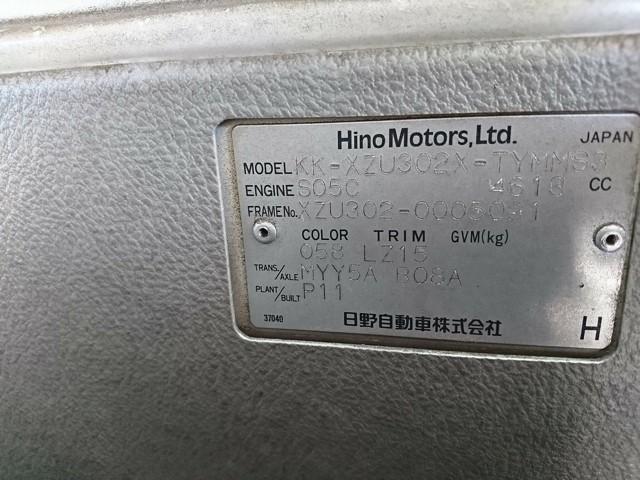 Hino Motors, Ltd. JAPAN
MODEL KK-XZU302X-TYMMS3
ENGINE S05C 4613 CC
FRAME No. XZU302-0003031
COLOR TRIM GVM(kg)
058 LZ15
TRANS./AXLE MYY5A B08A
PLANT/BUILT P11
37040 日野自動車株式会社 H